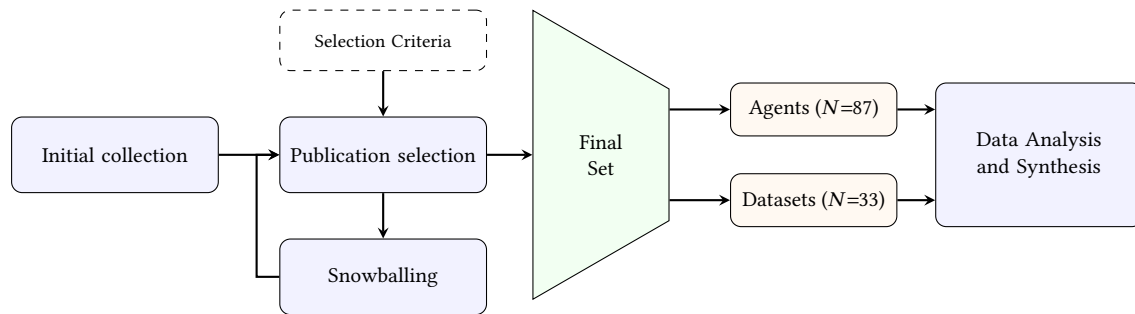 Selection Criteria
Initial collection
Publication selection
Snowballing
Final
Set
Agents (N=87)
Datasets (N=33)
Data Analysis
and Synthesis